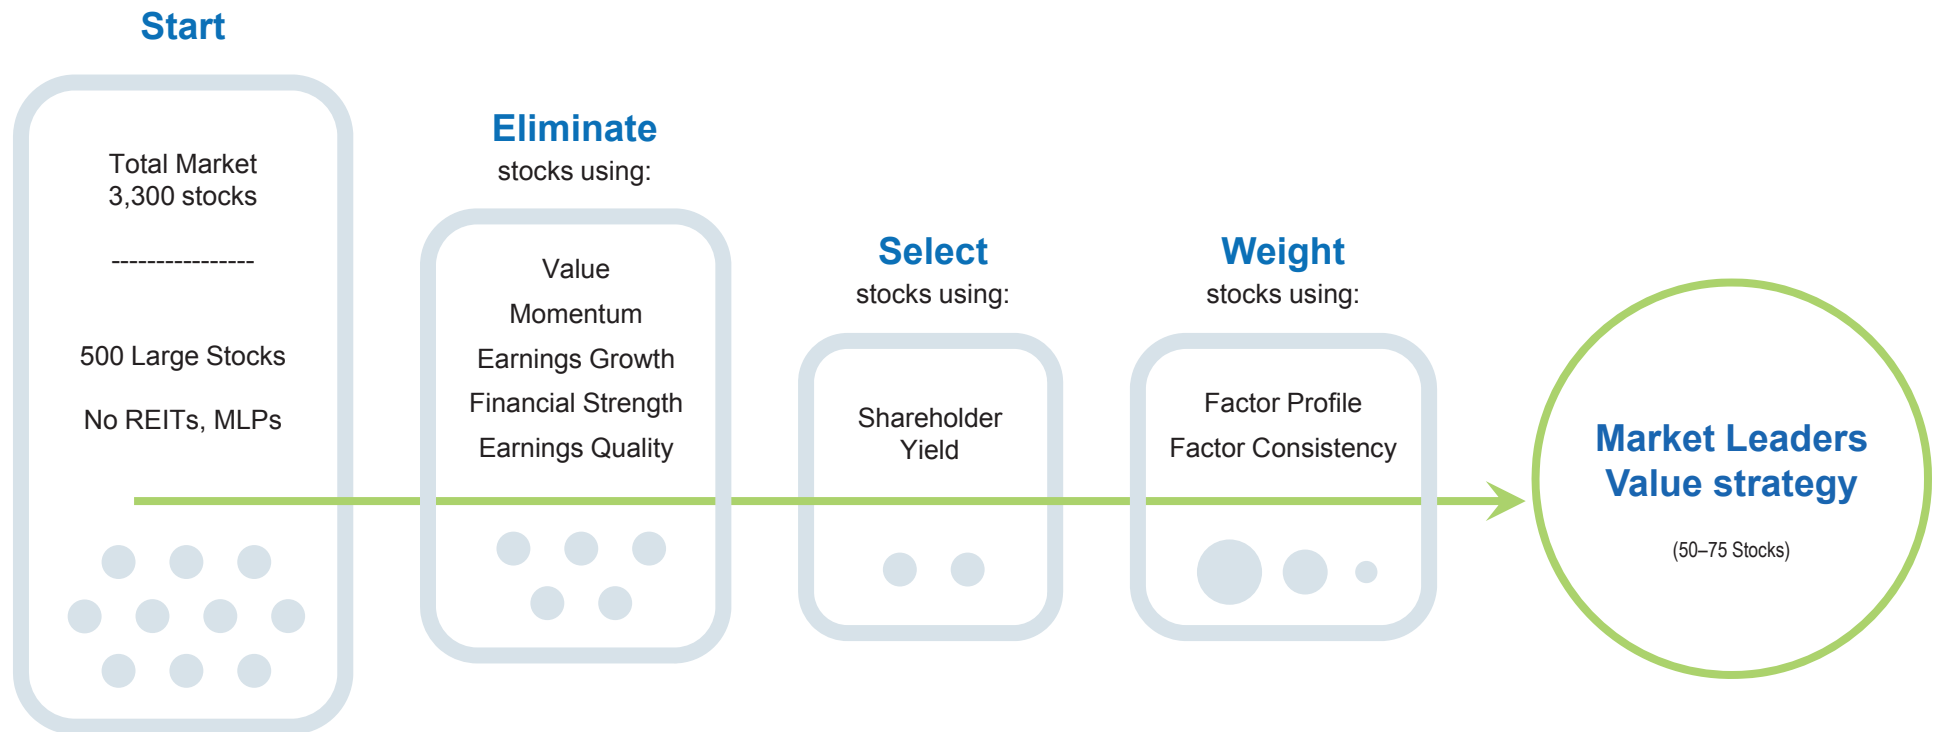 Start
Total Market
3,300 stocks
----------------
500 Large Stocks
No REITs, MLPs
Eliminate
stocks using:
Value
Momentum
Earnings Growth
Financial Strength
Earnings Quality
Select
stocks using:
Shareholder
Yield
Weight
stocks using:
Factor Profile
Factor Consistency
Market Leaders
Value strategy
(50–75 Stocks)